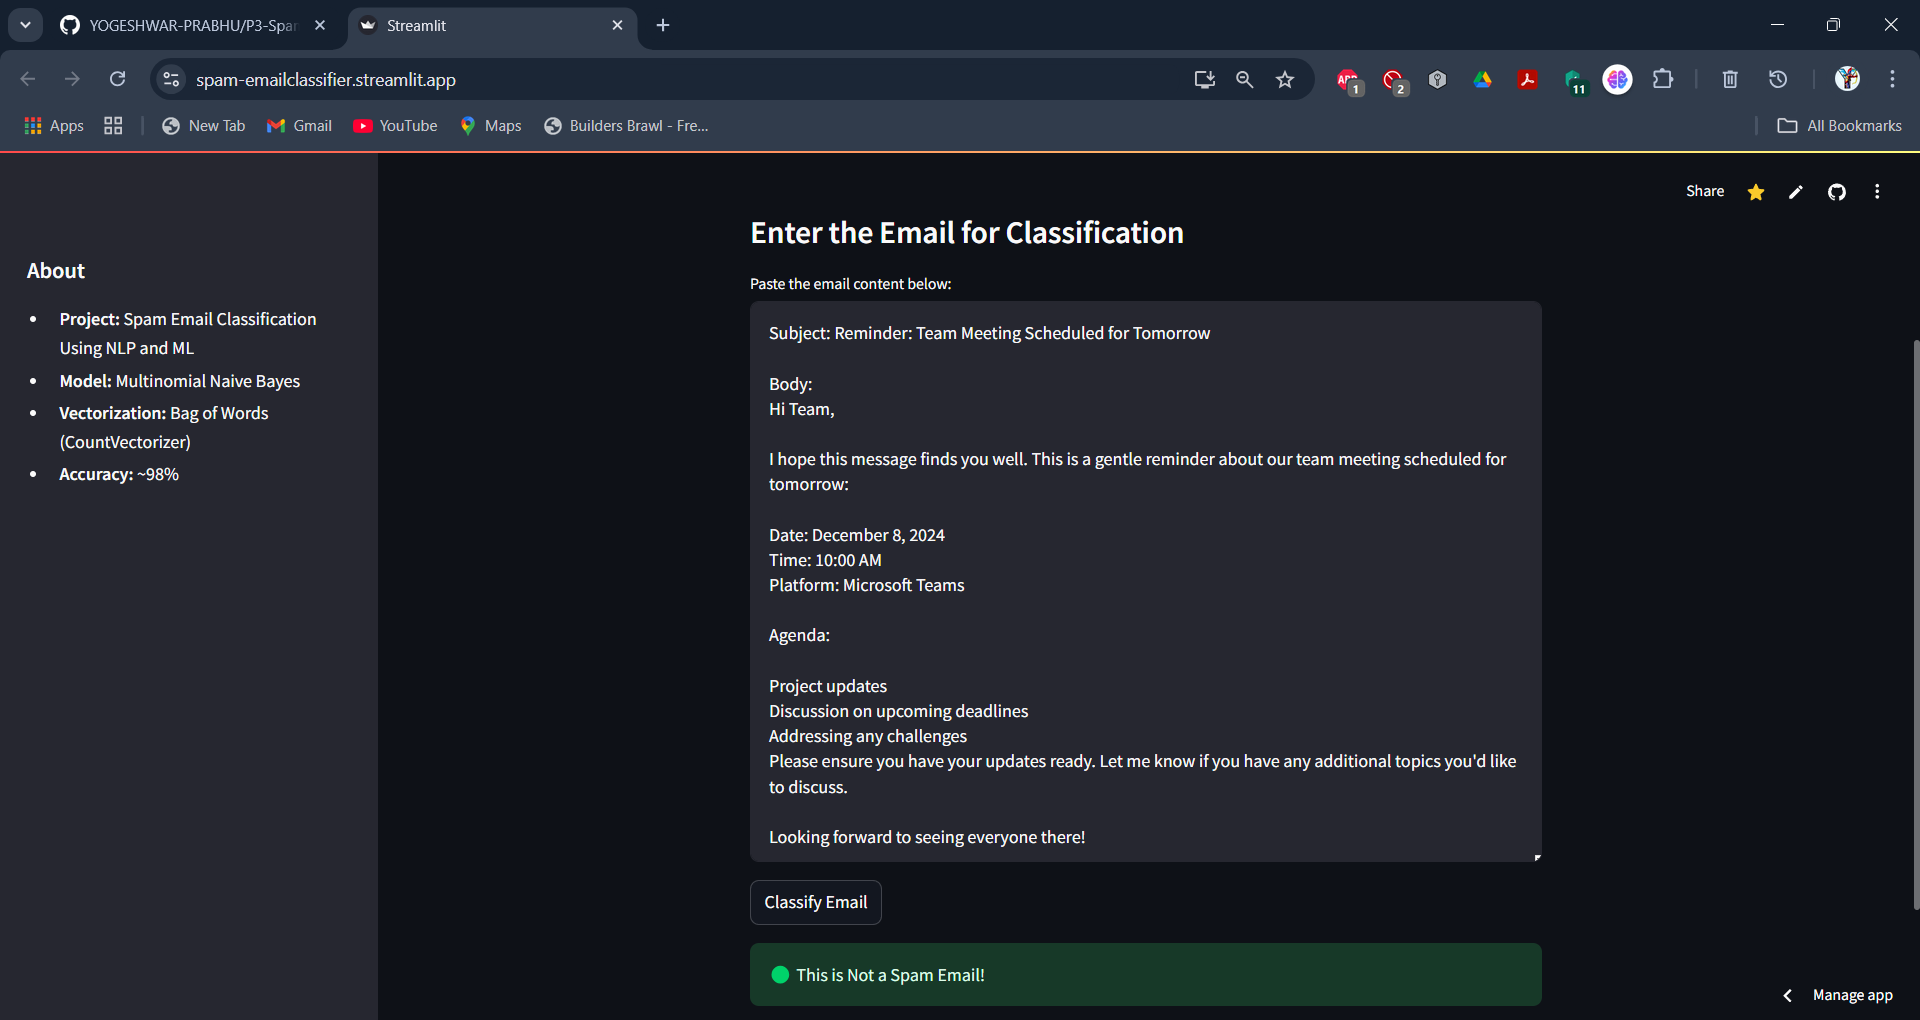 YOGESHWAR-PRABHU/P3-Spam
Streamlit
spam-emailclassifier.streamlit.app
1
2
11
Apps
New Tab
Gmail
YouTube
Maps
Builders Brawl - Fre...
All Bookmarks
Share
About
• Project: Spam Email Classification
Using NLP and ML
• Model: Multinomial Naive Bayes
• Vectorization: Bag of Words
(CountVectorizer)
• Accuracy: ~98%
Enter the Email for Classification
Paste the email content below:
Subject: Reminder: Team Meeting Scheduled for Tomorrow
Body:
Hi Team,
I hope this message finds you well. This is a gentle reminder about our team meeting scheduled for
tomorrow:
Date: December 8, 2024
Time: 10:00 AM
Platform: Microsoft Teams
Agenda:
Project updates
Discussion on upcoming deadlines
Addressing any challenges
Please ensure you have your updates ready. Let me know if you have any additional topics you'd like
to discuss.
Looking forward to seeing everyone there!
Classify Email
This is Not a Spam Email!
Manage app